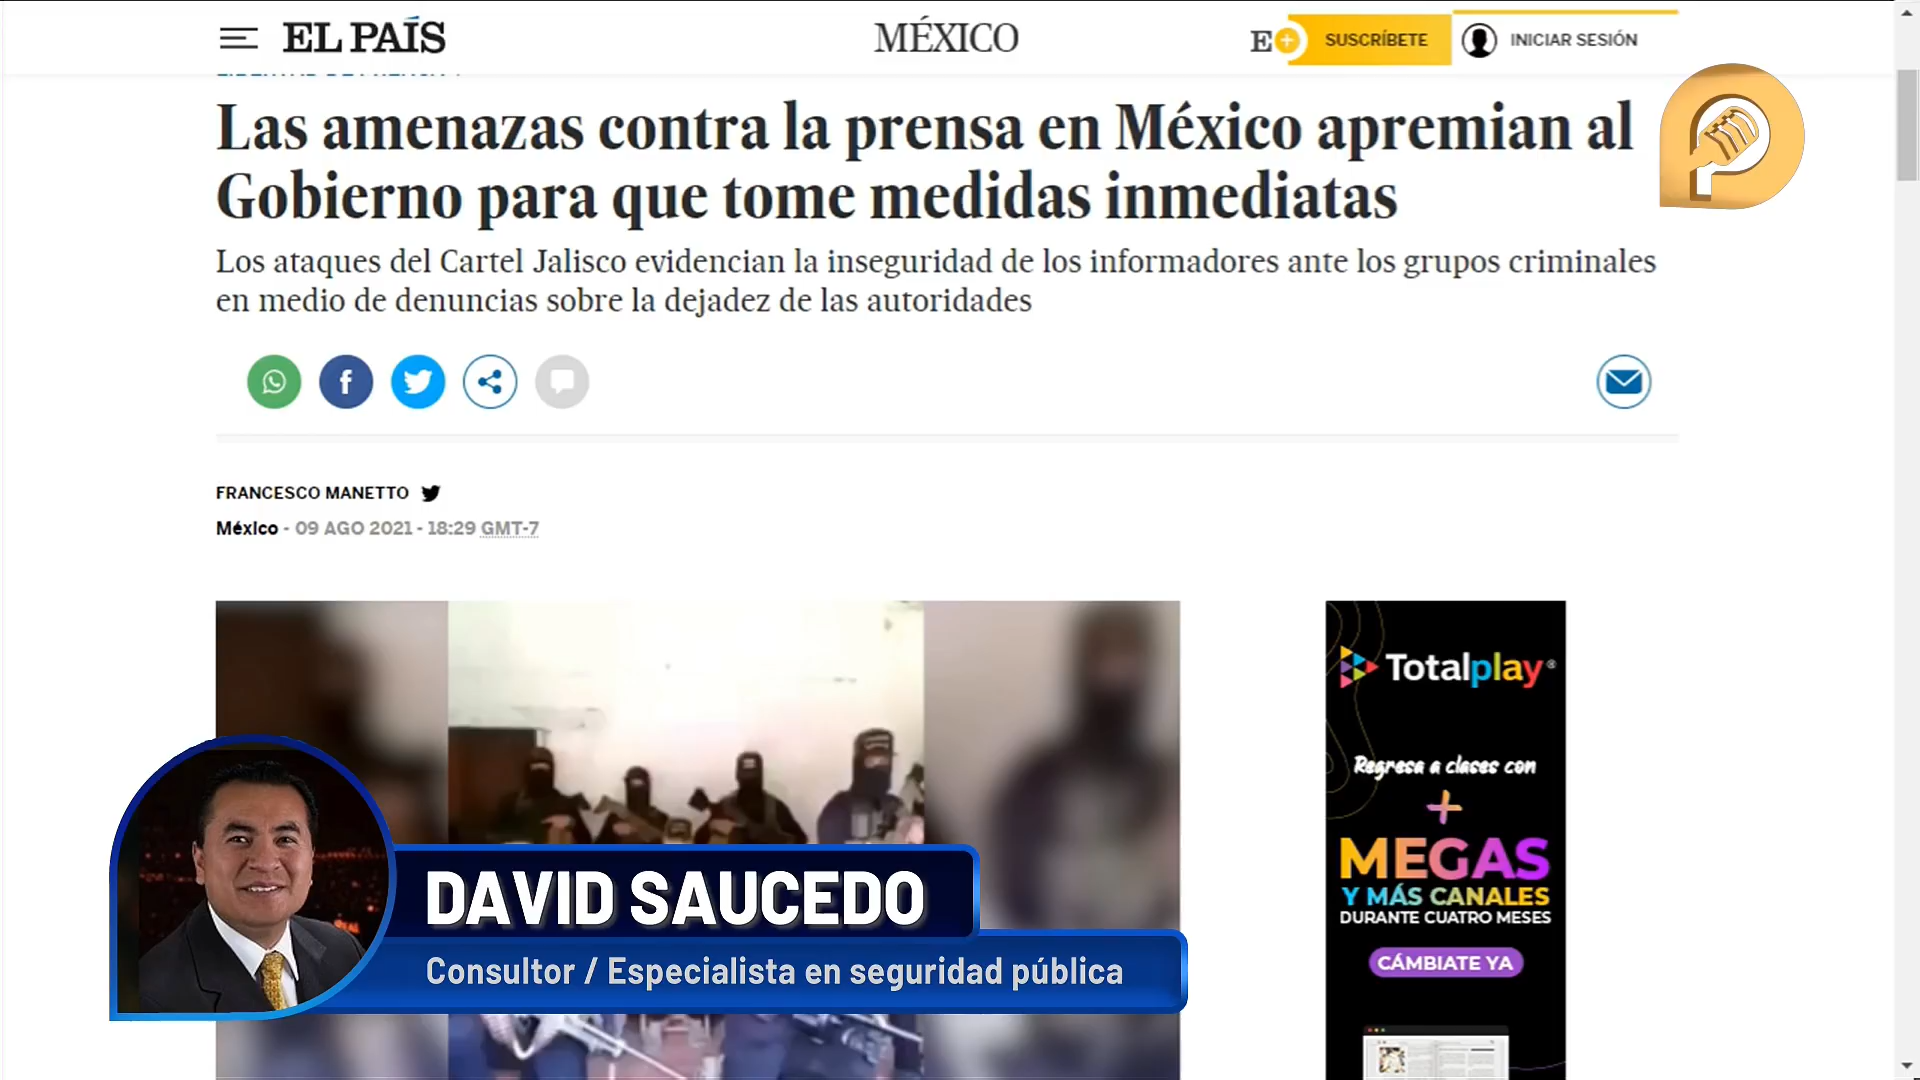 EL PAÍS
MÉXICO
E+
SUSCRÍBETE
INICIAR SESIÓN
Las amenazas contra la prensa en México apremian al
Gobierno para que tome medidas inmediatas
Los ataques del Cartel Jalisco evidencian la inseguridad de los informadores ante los grupos criminales
en medio de denuncias sobre la dejadez de las autoridades
FRANCESCO MANETTO
México - 09 AGO 2021 - 18:29 GMT-7
Totalplay®
Regresa a clases con
+
MEGAS
Y MÁS CANALES
DURANTE CUATRO MESES
CÁMBIATE YA
DAVID SAUCEDO
Consultor / Especialista en seguridad pública